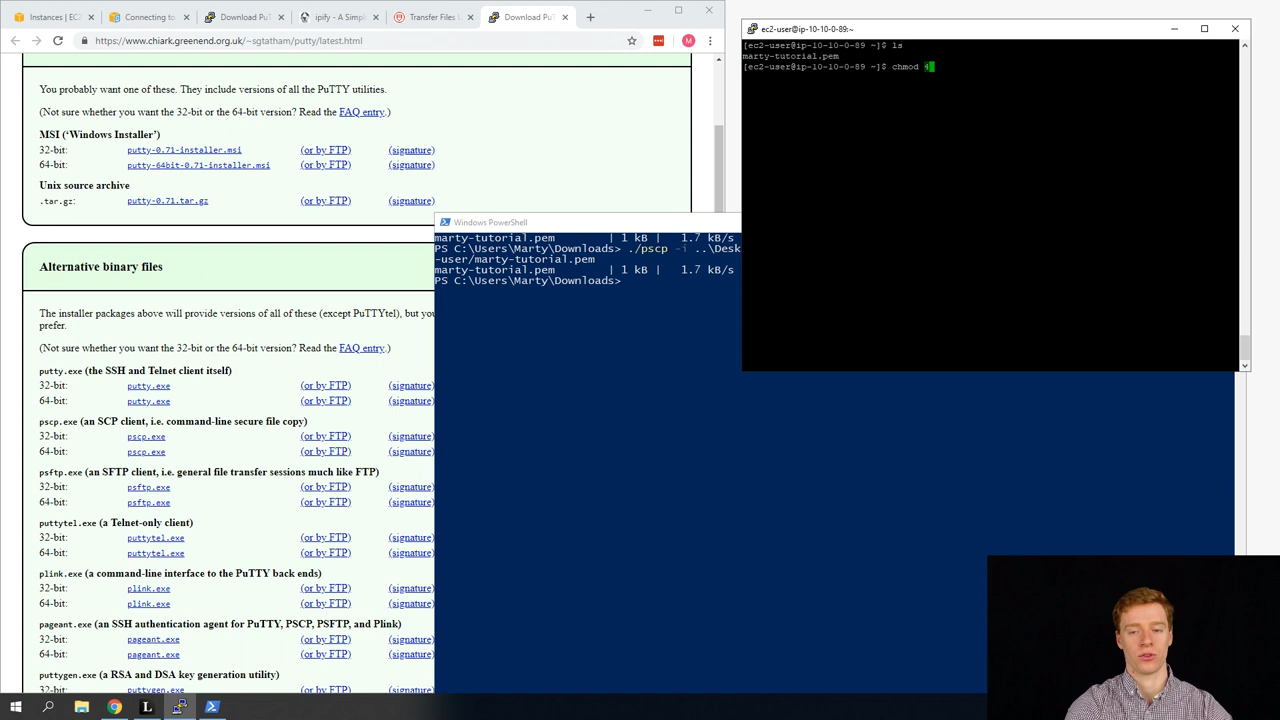 Instances | EC2
Connecting to
Download PuT
ipify - A Simpl
Transfer Files U
Download PuT
https://www.chiark.greenend.org.uk/~sgtatham/putty/latest.html
M
You probably want one of these. They include versions of all the PuTTY utilities.
(Not sure whether you want the 32-bit or the 64-bit version? Read the FAQ entry.)
MSI (‘Windows Installer’)
32-bit: putty-0.71-installer.msi (or by FTP) (signature)
64-bit: putty-64bit-0.71-installer.msi (or by FTP) (signature)
Unix source archive
.tar.gz: putty-0.71.tar.gz (or by FTP) (signature)
Alternative binary files
The installer packages above will provide versions of all of these (except PuTTYtel), but you
prefer.
(Not sure whether you want the 32-bit or the 64-bit version? Read the FAQ entry.)
putty.exe (the SSH and Telnet client itself)
32-bit: putty.exe (or by FTP) (signature)
64-bit: putty.exe (or by FTP) (signature)
pscp.exe (an SCP client, i.e. command-line secure file copy)
32-bit: pscp.exe (or by FTP) (signature)
64-bit: pscp.exe (or by FTP) (signature)
psftp.exe (an SFTP client, i.e. general file transfer sessions much like FTP)
32-bit: psftp.exe (or by FTP) (signature)
64-bit: psftp.exe (or by FTP) (signature)
puttytel.exe (a Telnet-only client)
32-bit: puttytel.exe (or by FTP) (signature)
64-bit: puttytel.exe (or by FTP) (signature)
plink.exe (a command-line interface to the PuTTY back ends)
32-bit: plink.exe (or by FTP) (signature)
64-bit: plink.exe (or by FTP) (signature)
pageant.exe (an SSH authentication agent for PuTTY, PSCP, PSFTP, and Plink)
32-bit: pageant.exe (or by FTP) (signature)
64-bit: pageant.exe (or by FTP) (signature)
puttygen.exe (a RSA and DSA key generation utility)
32-bit: puttygen.exe (or by FTP) (signature)
Windows PowerShell
marty-tutorial.pem | 1 kB | 1.7 kB/s
PS C:\Users\Marty\Downloads> ./pscp -i ..\Desk
-user/marty-tutorial.pem
marty-tutorial.pem | 1 kB | 1.7 kB/s
PS C:\Users\Marty\Downloads>
ec2-user@ip-10-10-0-89:~
[ec2-user@ip-10-10-0-89 ~]$ ls
marty-tutorial.pem
[ec2-user@ip-10-10-0-89 ~]$ chmod 4
L